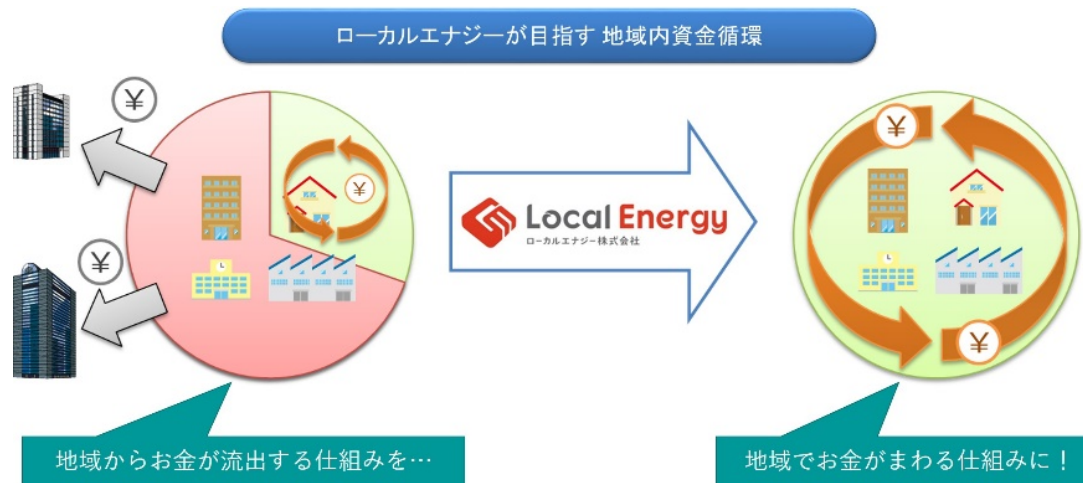 ローカルエナジーが目指す 地域内資金循環
¥
¥
¥
Local Energy
ローカルエナジー株式会社
¥
¥
地域からお金が流出する仕組みを…
地域でお金がまわる仕組みに！